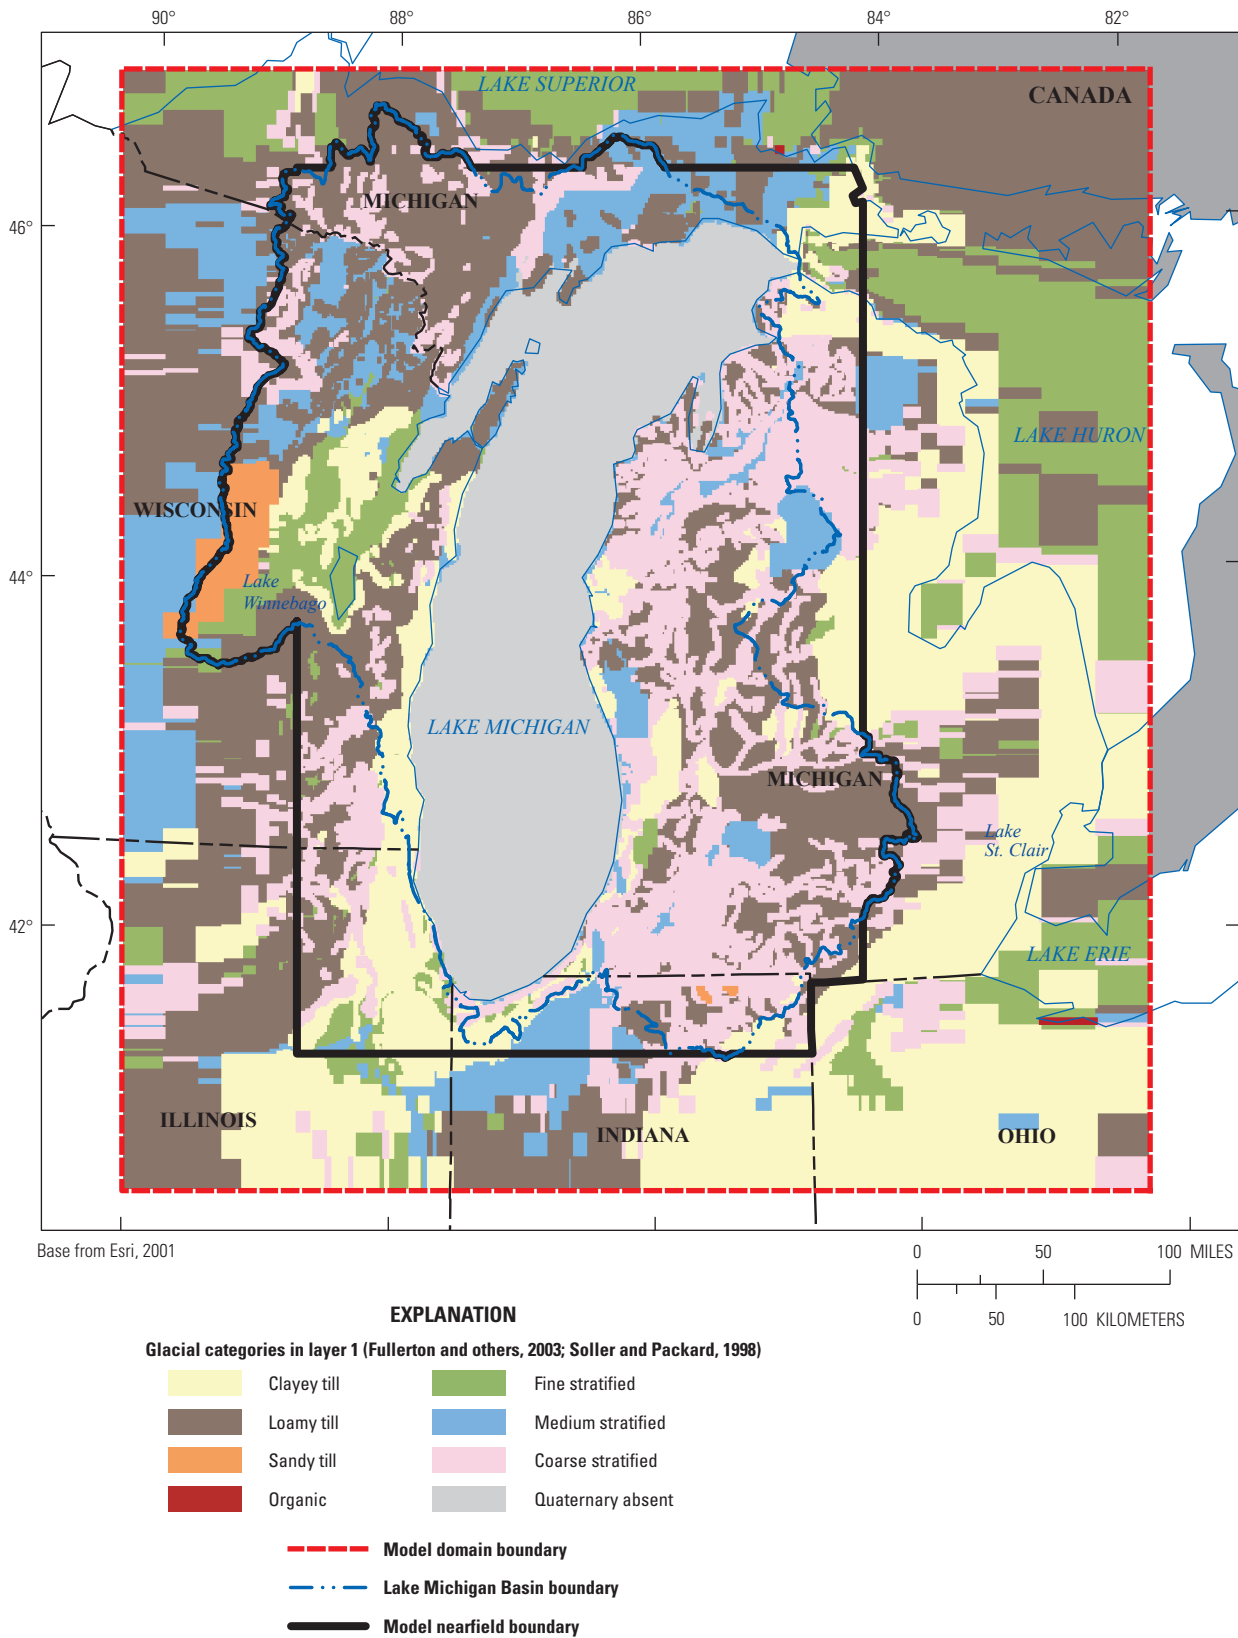 90°
88°
86°
84°
82°
LAKE SUPERIOR
CANADA
MICHIGAN
46°
LAKE HURON
WISCONSIN
44°
Lake
Winnebago
LAKE MICHIGAN
MICHIGAN
Lake
St. Clair
42°
LAKE ERIE
ILLINOIS
INDIANA
OHIO
Base from Esri, 2001
0 50 100 MILES
0 50 100 KILOMETERS
EXPLANATION
Glacial categories in layer 1 (Fullerton and others, 2003; Soller and Packard, 1998)
Clayey till
Loamy till
Sandy till
Organic
Fine stratified
Medium stratified
Coarse stratified
Quaternary absent
Model domain boundary
Lake Michigan Basin boundary
Model nearfield boundary